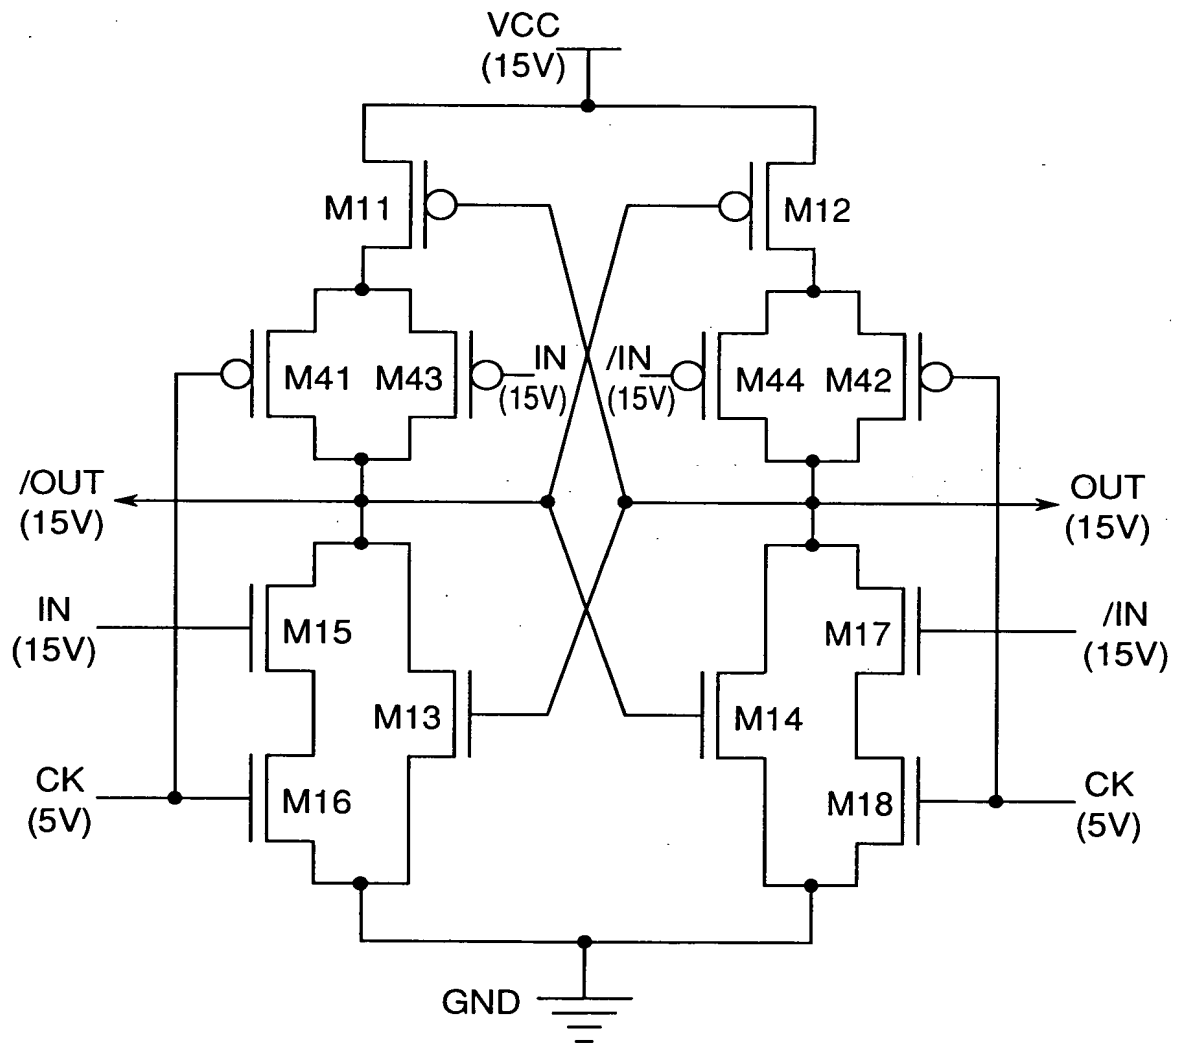 VCC
(15V)
M11
M12
M41
M43
IN
(15V)
/IN
(15V)
M44
M42
/OUT
(15V)
OUT
(15V)
IN
(15V)
M15
M17
/IN
(15V)
M13
M14
CK
(5V)
M16
M18
CK
(5V)
GND